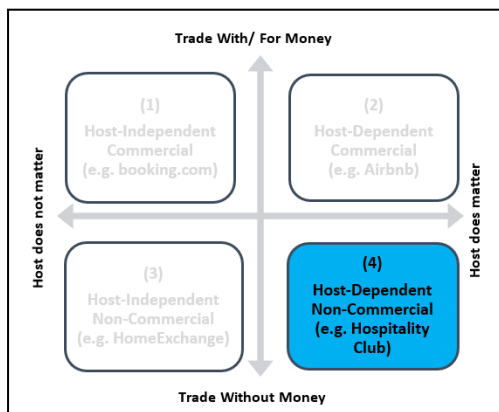 Trade With/ For Money
(1)
Host-Independent
Commercial
(e.g. booking.com)
(2)
Host-Dependent
Commercial
(e.g. Airbnb)
Host does not matter
Host does matter
(3)
Host-Independent
Non-Commercial
(e.g. HomeExchange)
(4)
Host-Dependent
Non-Commercial
(e.g. Hospitality
Club)
Trade Without Money